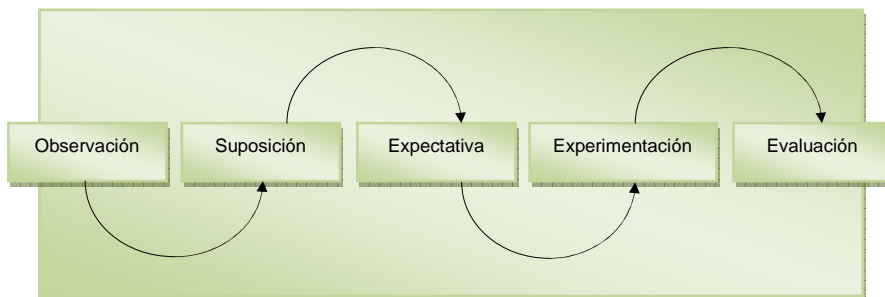 Observación
Suposición
Expectativa
Experimentación
Evaluación